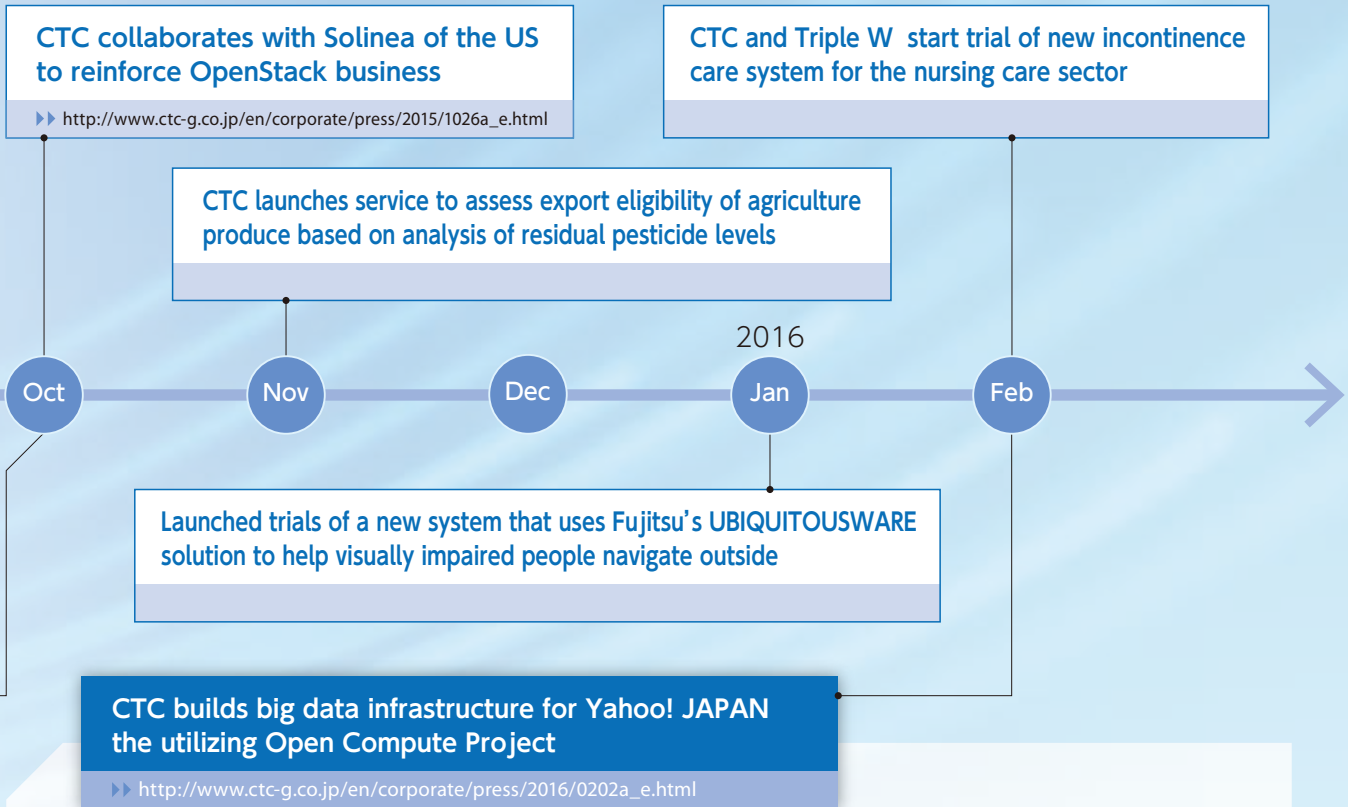 CTC collaborates with Solinea of the US
to reinforce OpenStack business
http://www.ctc-g.co.jp/en/corporate/press/2015/1026a_e.html
CTC and Triple W start trial of new incontinence
care system for the nursing care sector
CTC launches service to assess export eligibility of agriculture
produce based on analysis of residual pesticide levels
2016
Oct
Nov
Dec
Jan
Feb
Launched trials of a new system that uses Fujitsu's UBIQUITOUSWARE
solution to help visually impaired people navigate outside
CTC builds big data infrastructure for Yahoo! JAPAN
the utilizing Open Compute Project
http://www.ctc-g.co.jp/en/corporate/press/2016/0202a_e.html